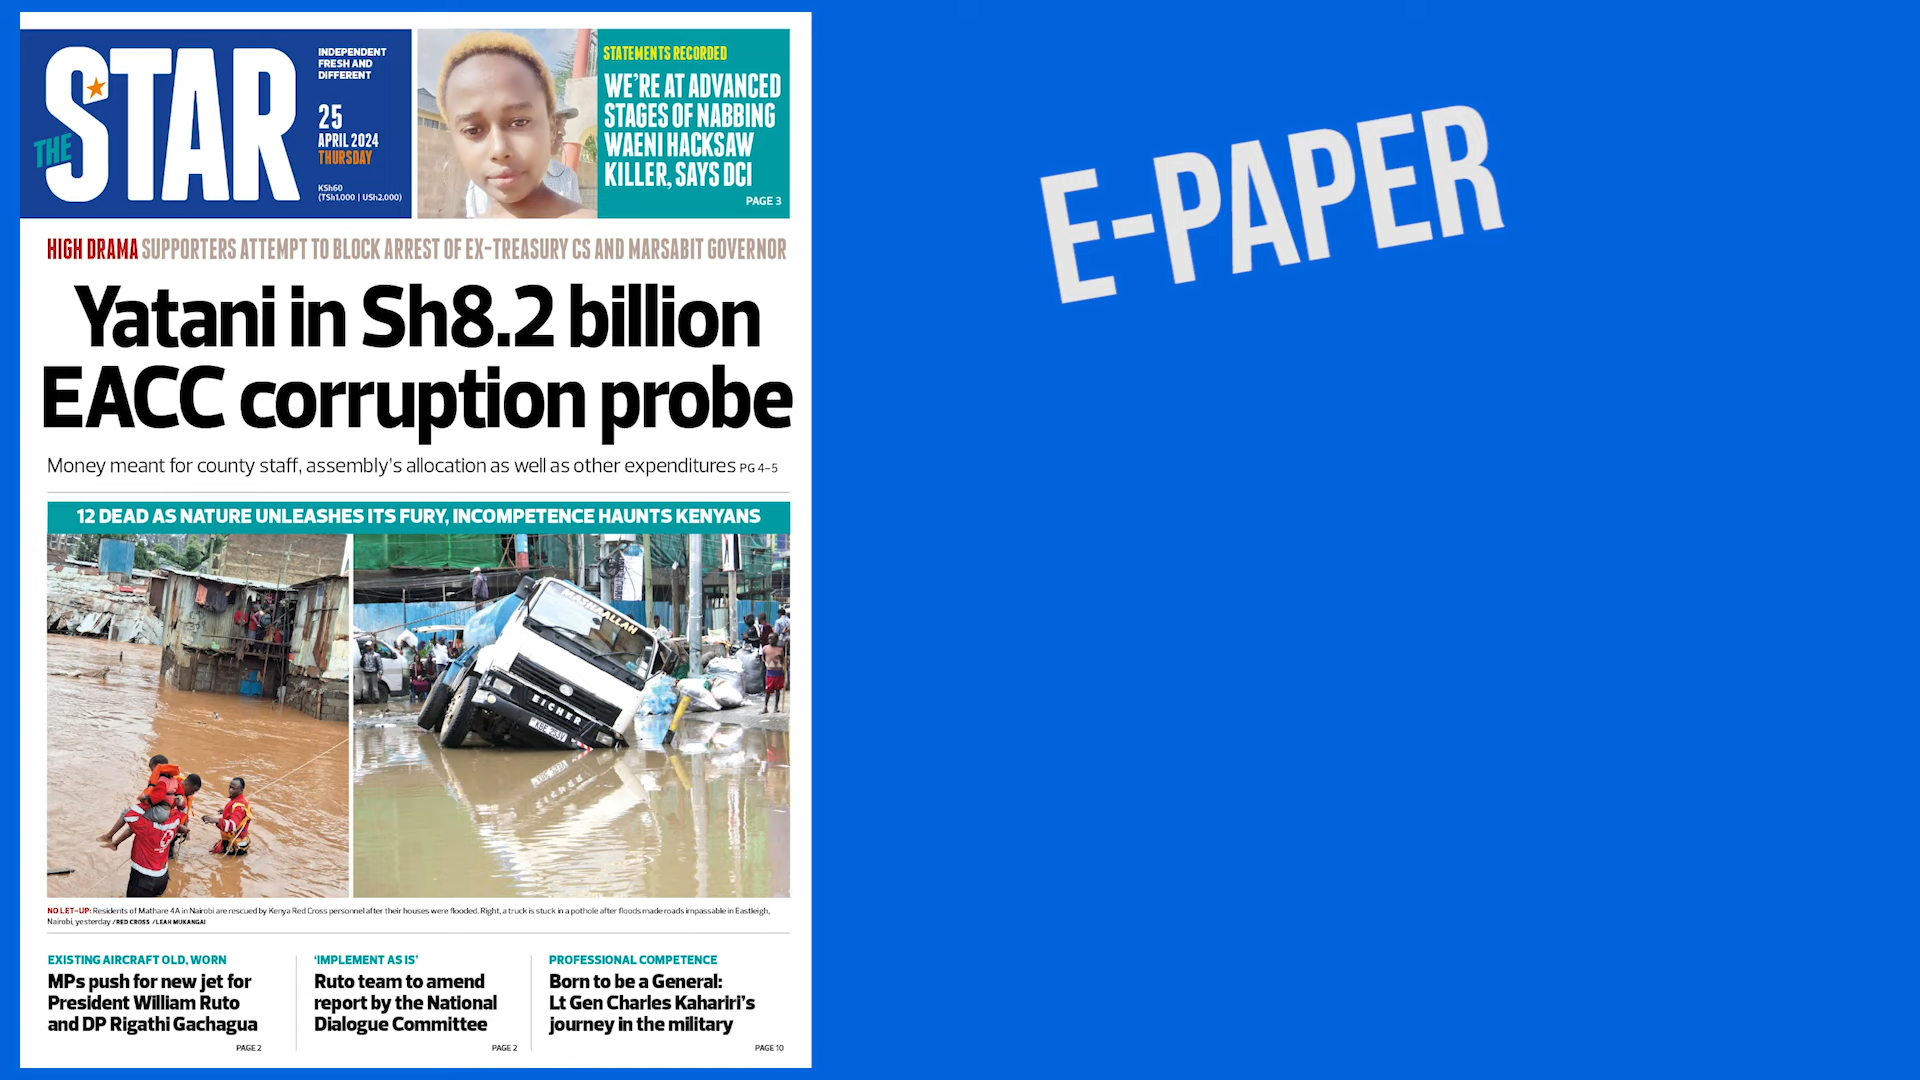 THE STAR
INDEPENDENT
FRESH AND
DIFFERENT
25
APRIL 2024
THURSDAY
KSh60
(TSh1,000 | USh2,000)
STATEMENTS RECORDED
WE'RE AT ADVANCED
STAGES OF NABBING
WAENI HACKSAW
KILLER, SAYS DCI
PAGE 3
E-PAPER
HIGH DRAMA SUPPORTERS ATTEMPT TO BLOCK ARREST OF EX-TREASURY CS AND MARSABIT GOVERNOR
Yatani in Sh8.2 billion
EACC corruption probe
Money meant for county staff, assembly's allocation as well as other expenditures PG 4-5
12 DEAD AS NATURE UNLEASHES ITS FURY, INCOMPETENCE HAUNTS KENYANS
MASHAALLAH
EICHER
NO LET-UP: Residents of Mathare 4A in Nairobi are rescued by Kenya Red Cross personnel after their houses were flooded. Right, a truck is stuck in a pothole after floods made roads impassable in Eastleigh,
Nairobi, yesterday /RED CROSS /LEAH MUKANGAI
EXISTING AIRCRAFT OLD, WORN
MPs push for new jet for
President William Ruto
and DP Rigathi Gachagua
PAGE 2
'IMPLEMENT AS IS'
Ruto team to amend
report by the National
Dialogue Committee
PAGE 2
PROFESSIONAL COMPETENCE
Born to be a General:
Lt Gen Charles Kahariri's
journey in the military
PAGE 10